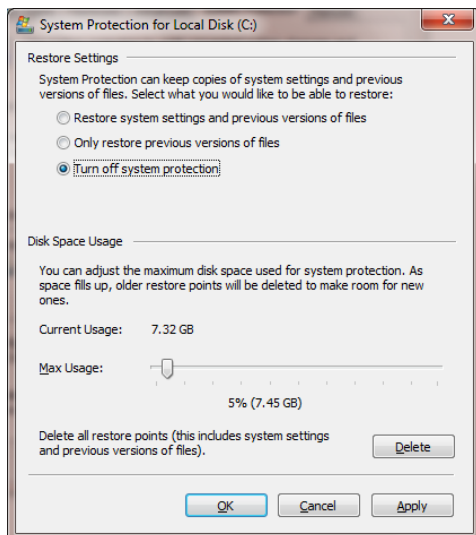 System Protection for Local Disk (C:)
Restore Settings
System Protection can keep copies of system settings and previous
versions of files. Select what you would like to be able to restore:
Restore system settings and previous versions of files
Only restore previous versions of files
Turn off system protection
Disk Space Usage
You can adjust the maximum disk space used for system protection. As
space fills up, older restore points will be deleted to make room for new
ones.
Current Usage: 7.32 GB
Max Usage:
5% (7.45 GB)
Delete all restore points (this includes system settings
and previous versions of files).
Delete
OK Cancel Apply